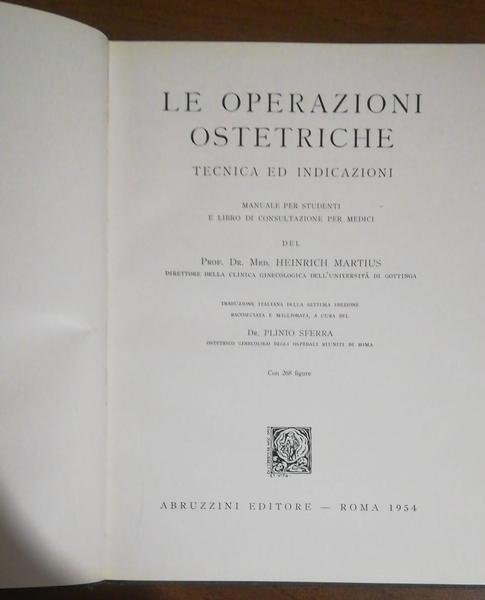 LE OPERAZIONI
OSTETRICHE
TECNICA ED INDICAZIONI
MANUALE PER STUDENTI
E LIBRO DI CONSULTAZIONE PER MEDICI
DEL
PROF. DR. MED. HEINRICH MARTIUS
DIRETTORE DELLA CLINICA GINECOLOGICA DELL'UNIVERSITÀ DI GOTTINGA
TRADUZIONE ITALIANA DELLA SETTIMA EDIZIONE
RACCORCIATA E MIGLIORATA, A CURA DEL
DR. PLINIO SFERRA
OSTETRICO GINECOLOGO DEGLI OSPEDALI RIUNITI DI ROMA
Con 268 figure
ET VITA
ABRUZZINI EDITORE — ROMA 1954